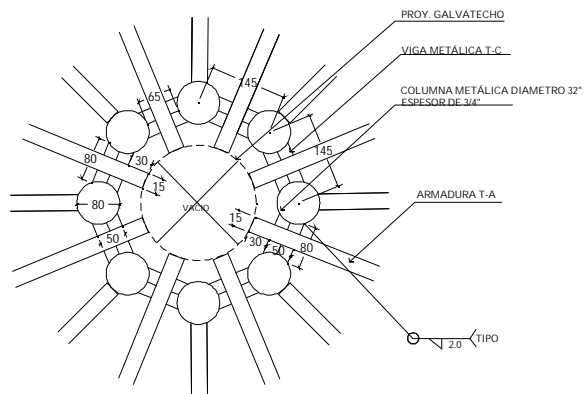 PROY. GALVATECHO
VIGA METÁLICA T-C
COLUMNA METÁLICA DIAMETRO 32"
ESPESOR DE 3/4"
145
65
145
80
30
15
80
VACIO
ARMADURA T-A
50
15
30
50
80
2.0
TIPO